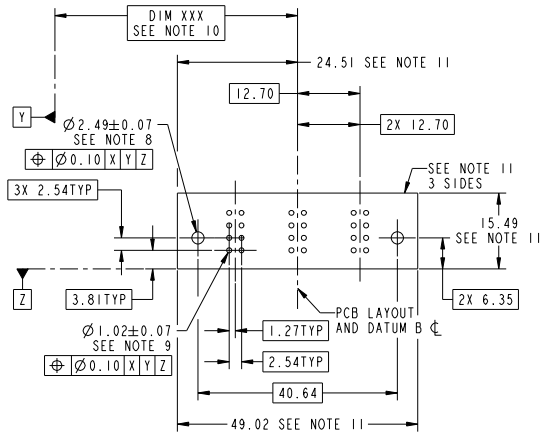 DIM XXX
SEE NOTE 10
24.51 SEE NOTE 11
12.70
2X 12.70
Y
Ø2.49±0.07
SEE NOTE 8
⌖ Ø0.10 X Y Z
SEE NOTE 11
3 SIDES
3X 2.54TYP
15.49
SEE NOTE 11
Z
3.81TYP
2X 6.35
PCB LAYOUT
AND DATUM B ℄
Ø1.02±0.07
SEE NOTE 9
1.27TYP
⌖ Ø0.10 X Y Z
2.54TYP
40.64
49.02 SEE NOTE 11